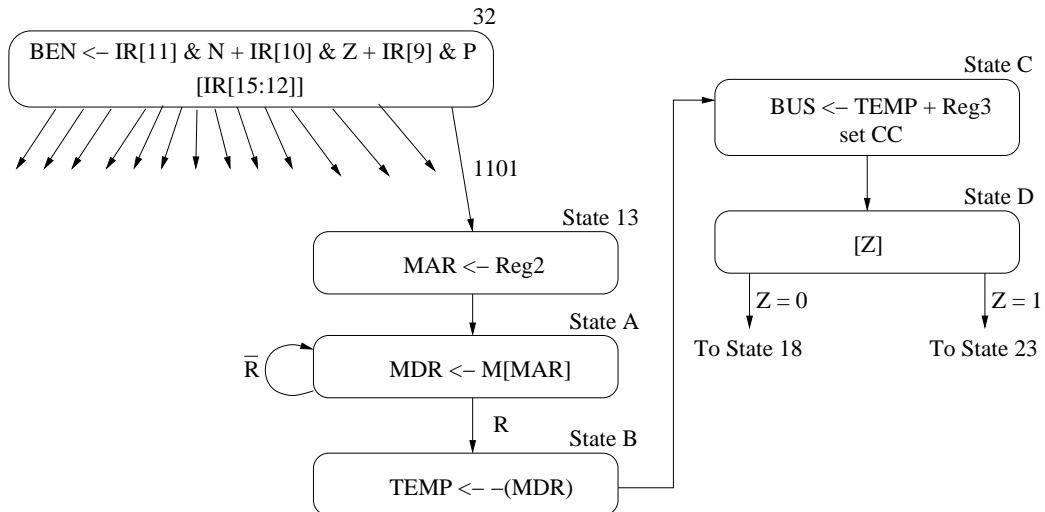 32
BEN <− IR[11] & N + IR[10] & Z + IR[9] & P
[IR[15:12]]
1101
State 13
MAR <− Reg2
State A
R̅
MDR <− M[MAR]
R
State B
TEMP <− −(MDR)
State C
BUS <− TEMP + Reg3
set CC
State D
[Z]
Z = 0
Z = 1
To State 18
To State 23